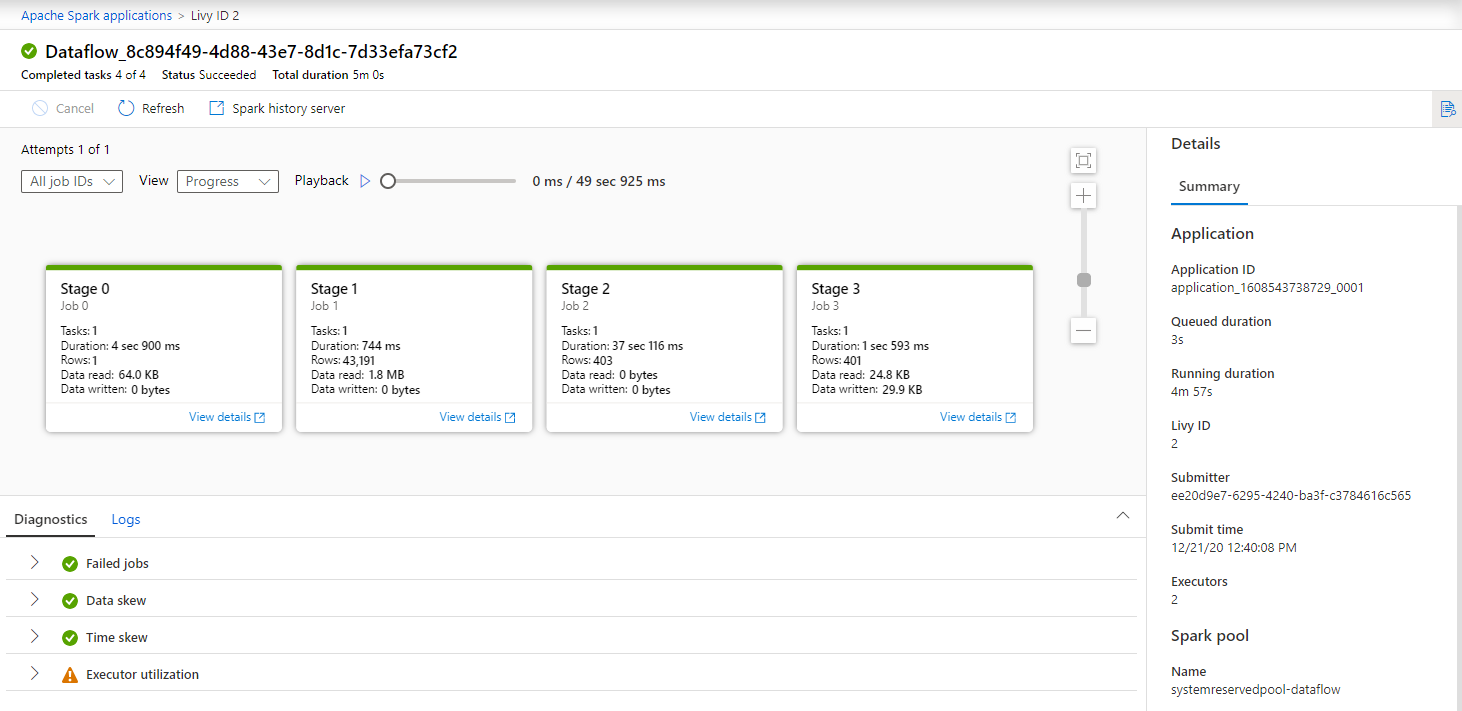 Apache Spark applications > Livy ID 2
Dataflow_8c894f49-4d88-43e7-8d1c-7d33efa73cf2
Completed tasks 4 of 4 Status Succeeded Total duration 5m 0s
Cancel Refresh Spark history server
Attempts 1 of 1
All job IDs View Progress Playback 0 ms / 49 sec 925 ms
Stage 0
Job 0
Tasks: 1
Duration: 4 sec 900 ms
Rows: 1
Data read: 64.0 KB
Data written: 0 bytes
View details
Stage 1
Job 1
Tasks: 1
Duration: 744 ms
Rows: 43,191
Data read: 1.8 MB
Data written: 0 bytes
View details
Stage 2
Job 2
Tasks: 1
Duration: 37 sec 116 ms
Rows: 403
Data read: 0 bytes
Data written: 0 bytes
View details
Stage 3
Job 3
Tasks: 1
Duration: 1 sec 593 ms
Rows: 401
Data read: 24.8 KB
Data written: 29.9 KB
View details
Diagnostics Logs
Failed jobs
Data skew
Time skew
Executor utilization
Details
Summary
Application
Application ID
application_1608543738729_0001
Queued duration
3s
Running duration
4m 57s
Livy ID
2
Submitter
ee20d9e7-6295-4240-ba3f-c3784616c565
Submit time
12/21/20 12:40:08 PM
Executors
2
Spark pool
Name
systemreservedpool-dataflow